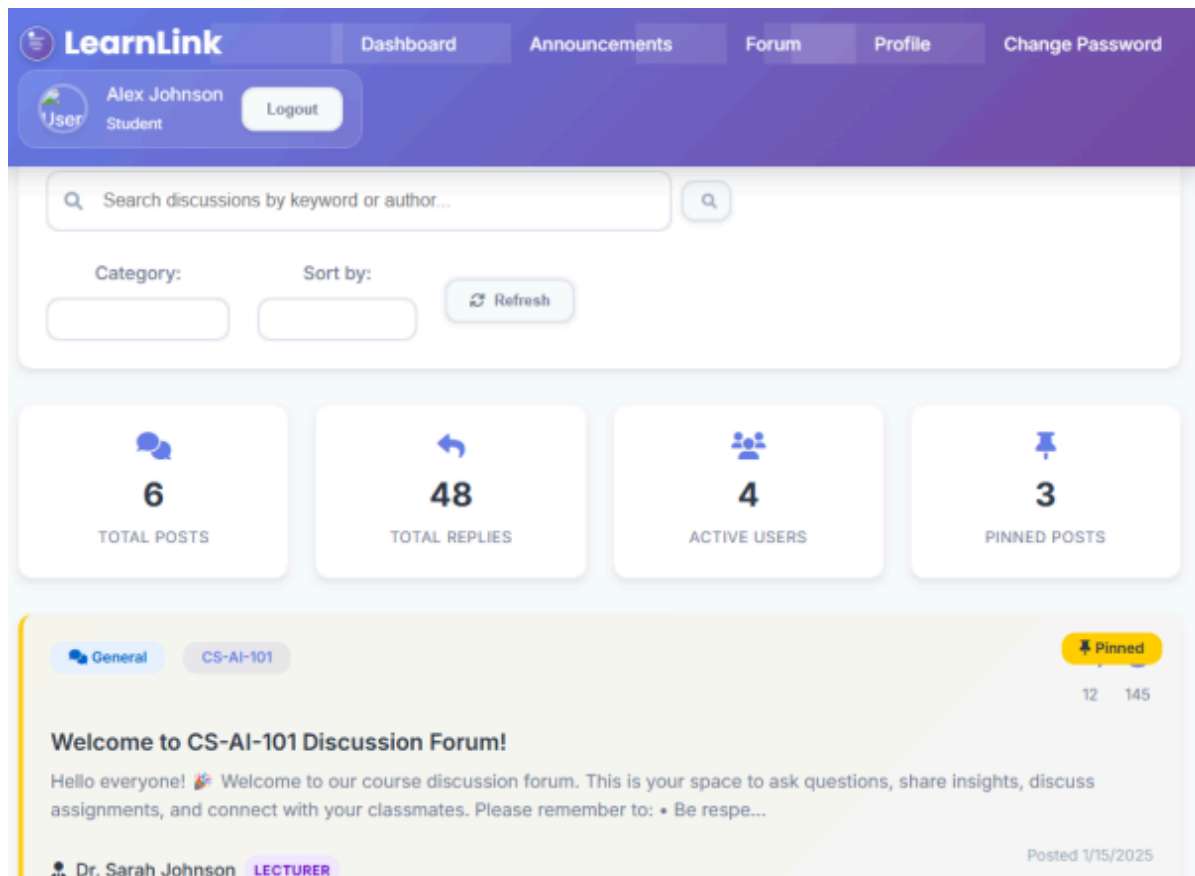 LearnLink
Dashboard Announcements Forum Profile Change Password
User
Alex Johnson
Student
Logout
Search discussions by keyword or author...
Category: Sort by:
Refresh
6 48 4 3
TOTAL POSTS TOTAL REPLIES ACTIVE USERS PINNED POSTS
General CS-AI-101 Pinned
12 145
Welcome to CS-AI-101 Discussion Forum!
Hello everyone! 🎉 Welcome to our course discussion forum. This is your space to ask questions, share insights, discuss
assignments, and connect with your classmates. Please remember to: • Be respe...
Posted 1/15/2025
Dr. Sarah Johnson LECTURER